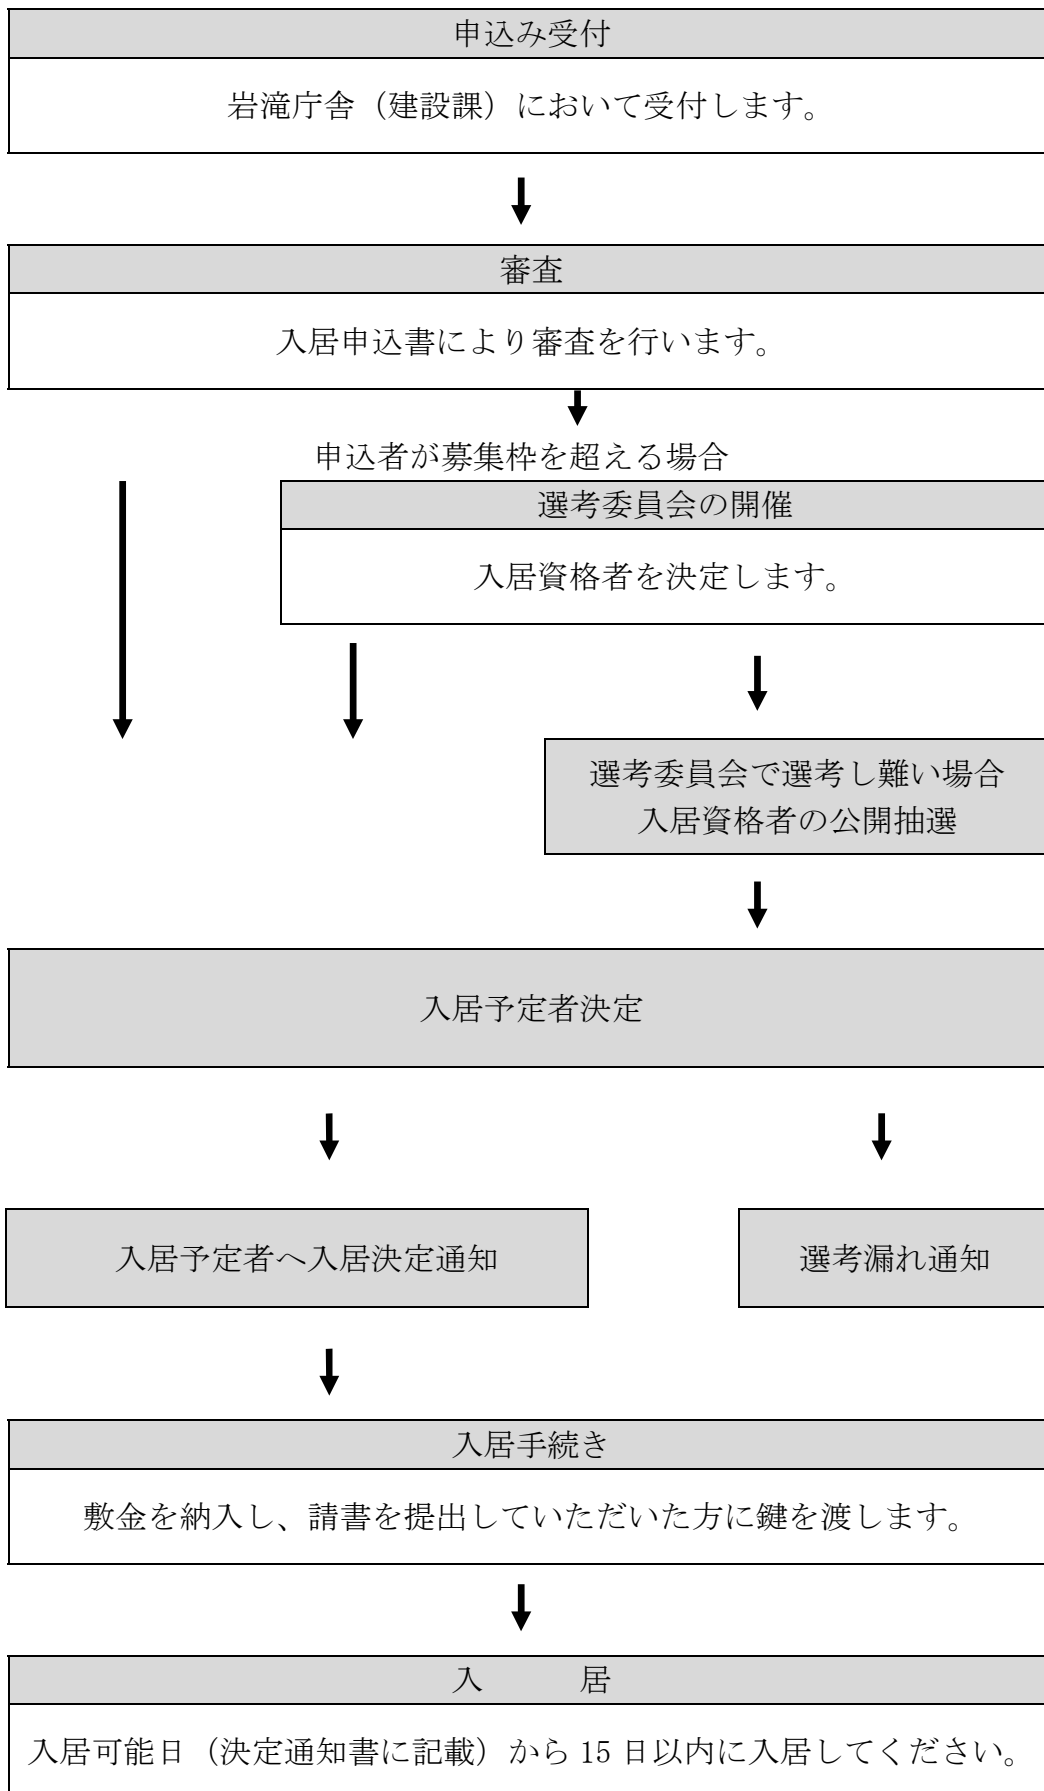 申込み受付
岩滝庁舎（建設課）において受付します。
審査
入居申込書により審査を行います。
申込者が募集枠を超える場合
選考委員会の開催
入居資格者を決定します。
選考委員会で選考し難い場合
入居資格者の公開抽選
入居予定者決定
入居予定者へ入居決定通知
選考漏れ通知
入居手続き
敷金を納入し、請書を提出していただいた方に鍵を渡します。
入　　　居
入居可能日（決定通知書に記載）から 15 日以内に入居してください。